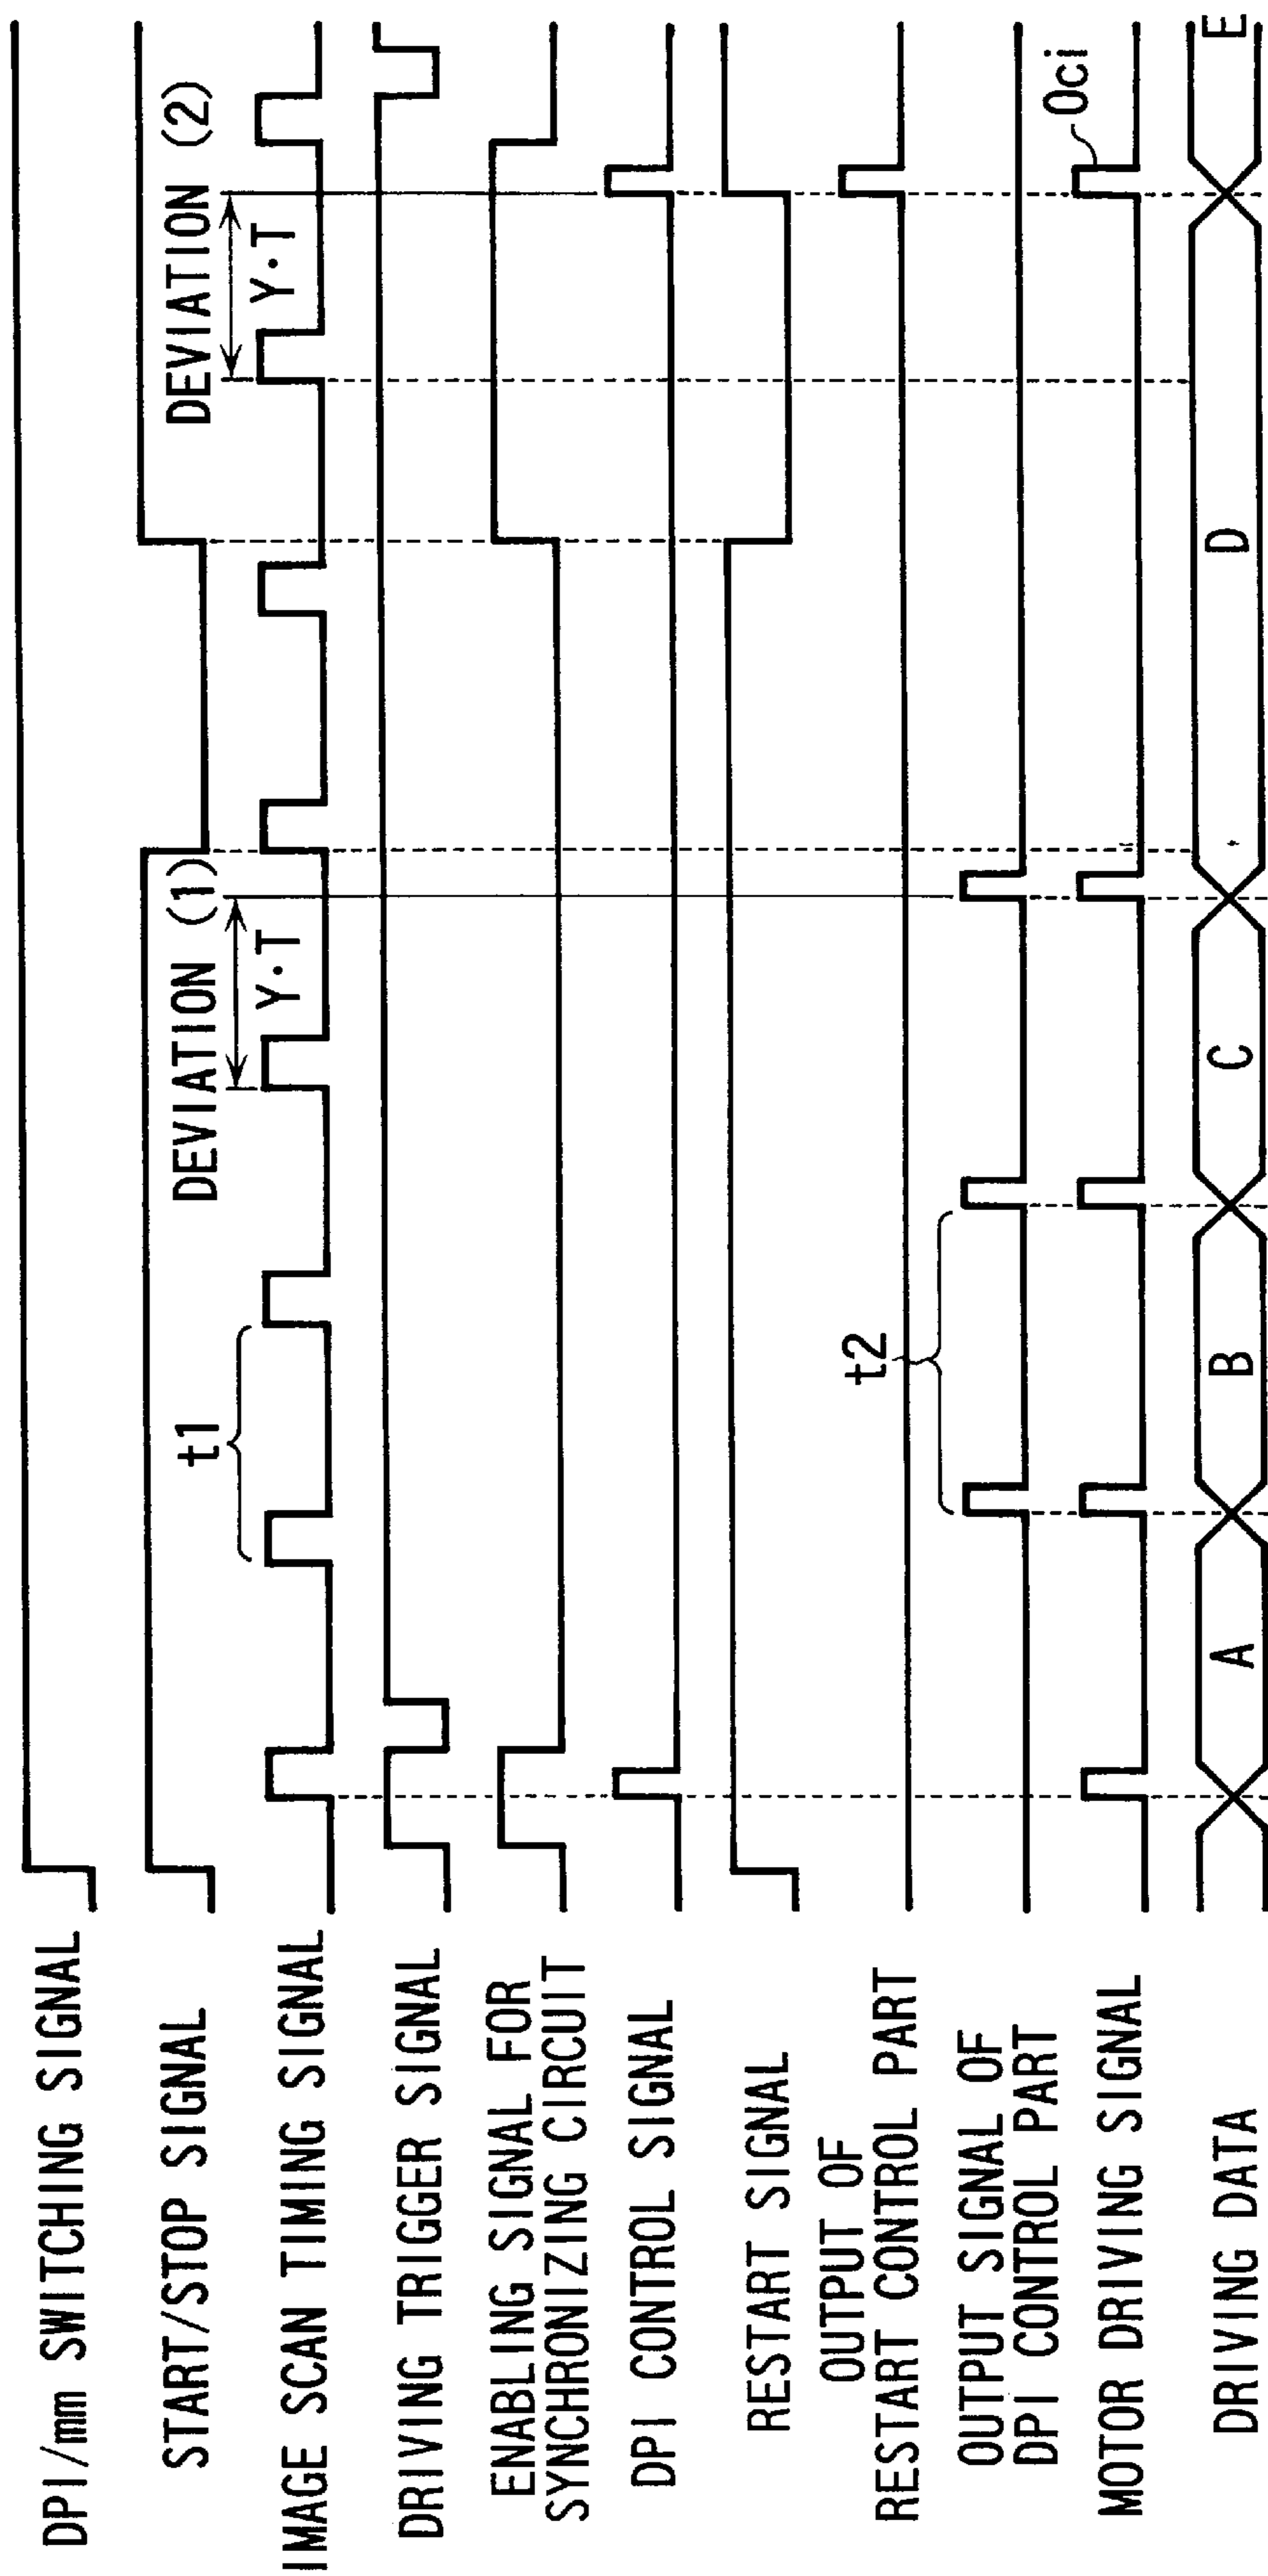 DPI/mm SWITCHING SIGNAL
START/STOP SIGNAL
DEVIATION (1)
DEVIATION (2)
t1
Y·T
Y·T
IMAGE SCAN TIMING SIGNAL
DRIVING TRIGGER SIGNAL
ENABLING SIGNAL FOR
SYNCHRONIZING CIRCUIT
DPI CONTROL SIGNAL
RESTART SIGNAL
OUTPUT OF
RESTART CONTROL PART
t2
OUTPUT SIGNAL OF
DPI CONTROL PART
Oci
MOTOR DRIVING SIGNAL
DRIVING DATA
A
B
C
D
E